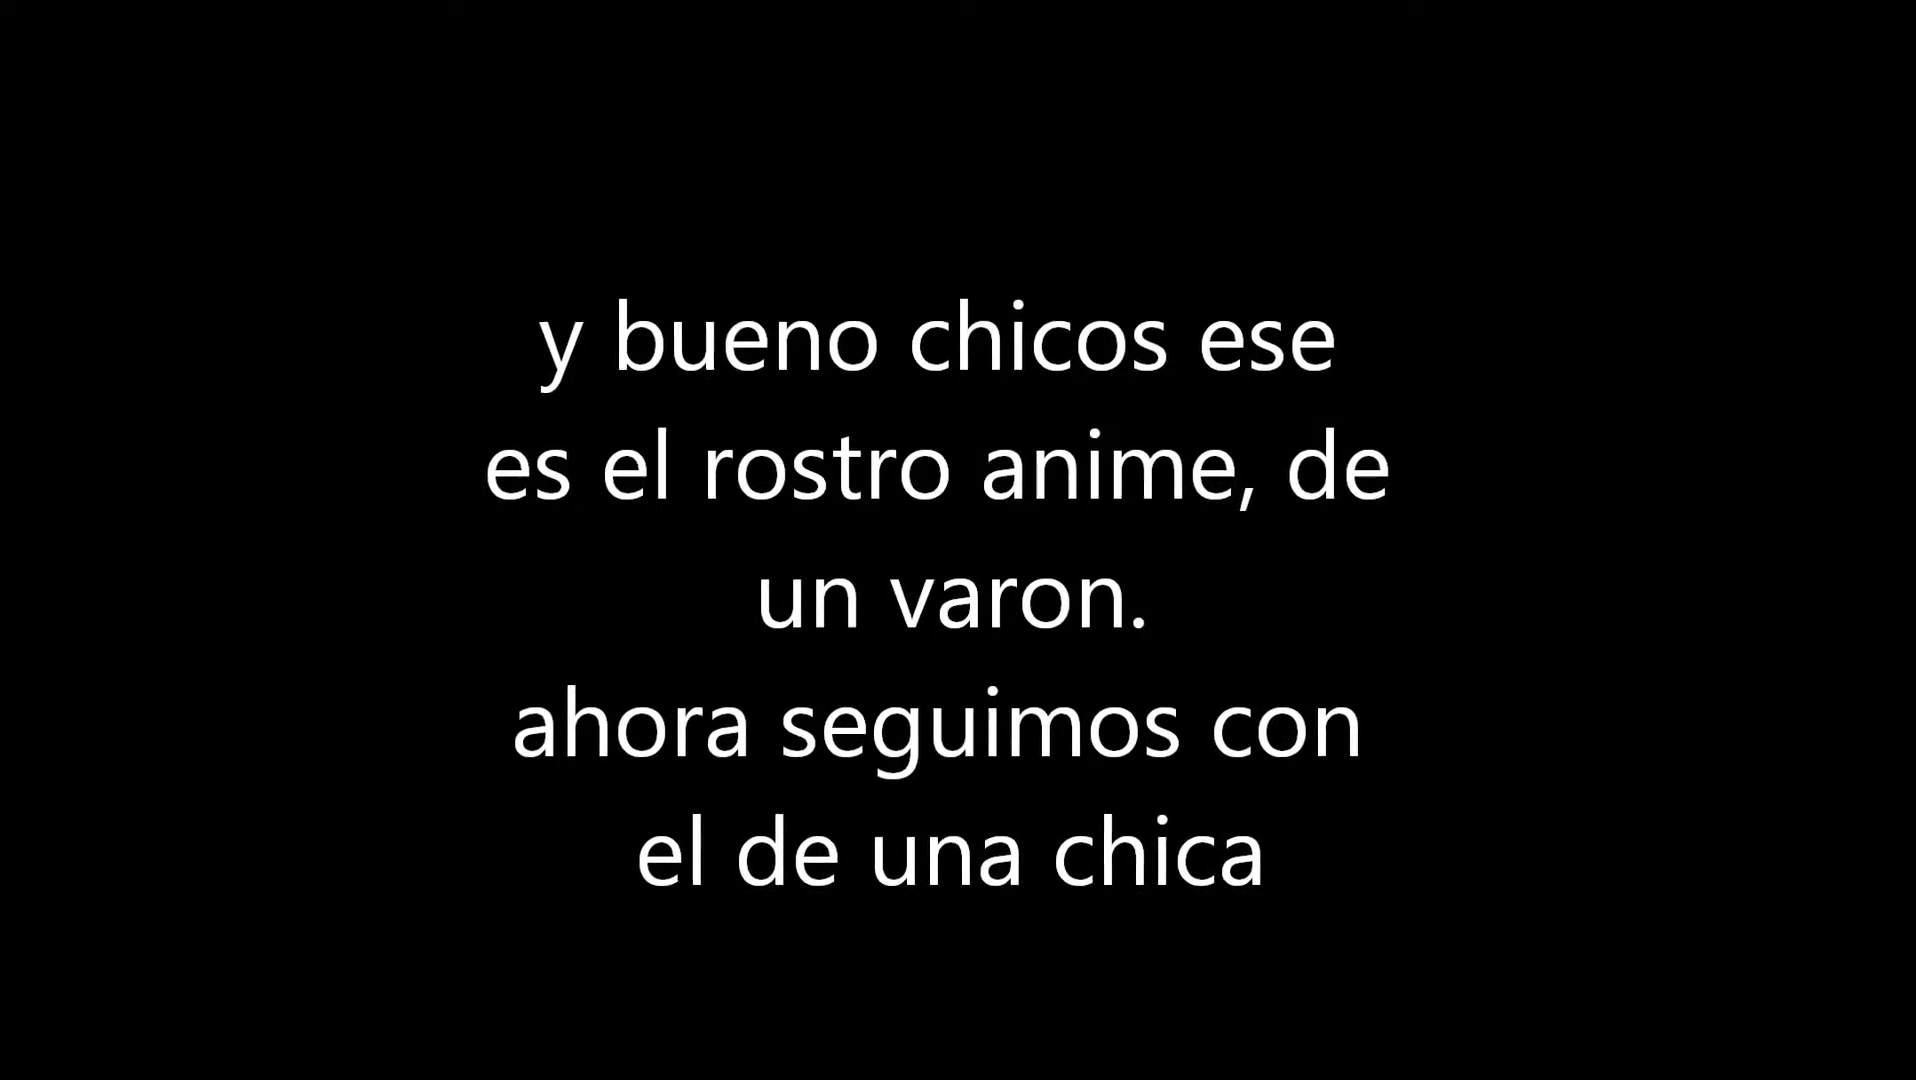 y bueno chicos ese
es el rostro anime, de
un varon.
ahora seguimos con
el de una chica